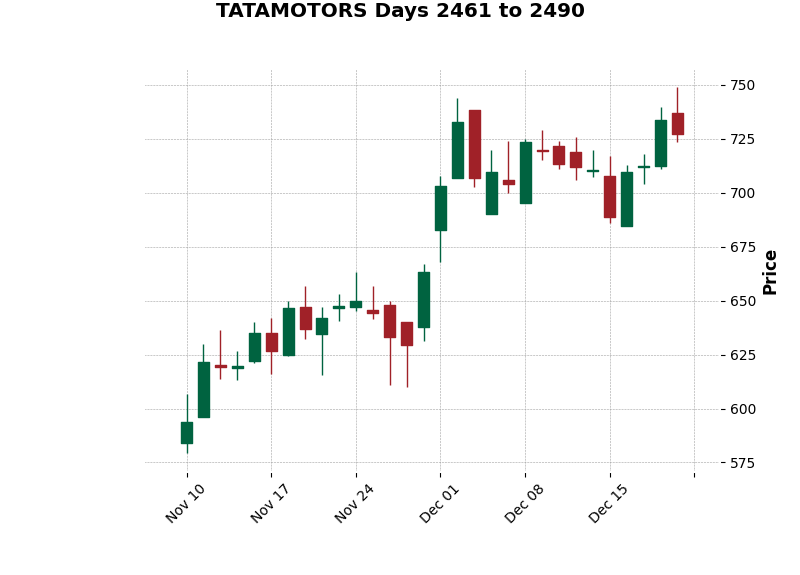 TATAMOTORS Days 2461 to 2490
750
725
700
675
650
625
600
575
Price
Nov 10
Nov 17
Nov 24
Dec 01
Dec 08
Dec 15